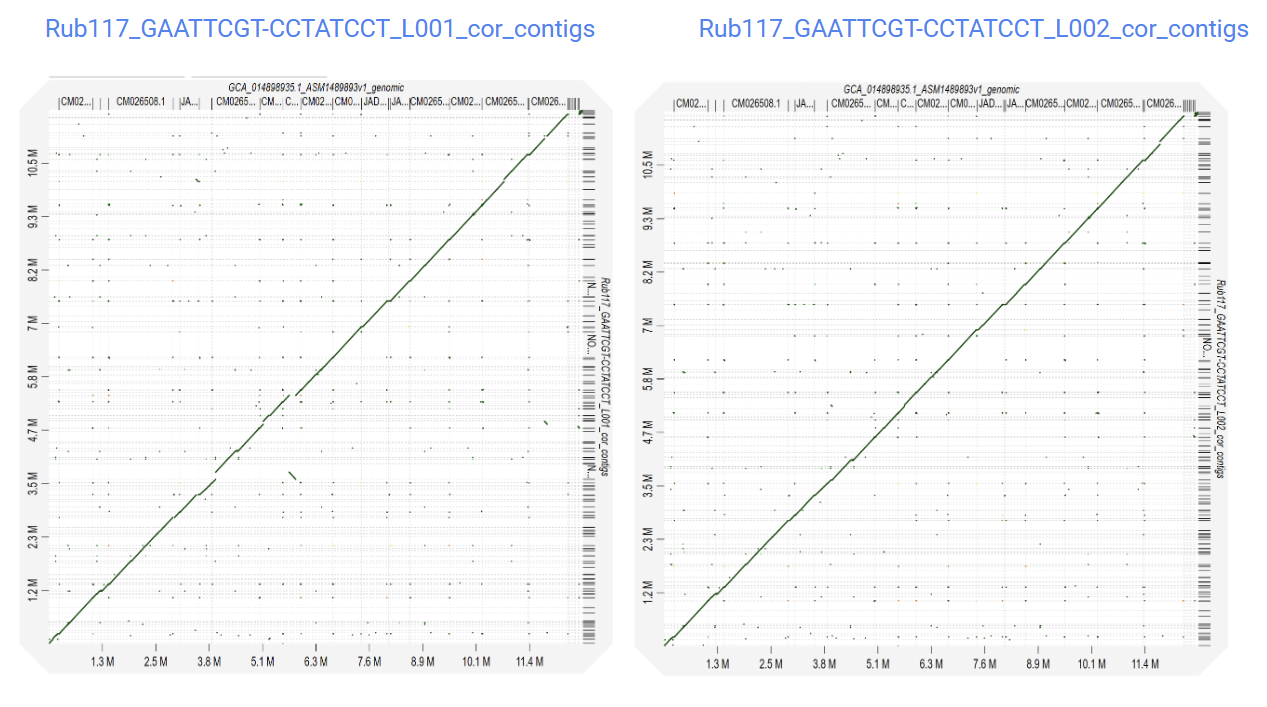 Rub117_GAATTCGT-CCTATCCT_L001_cor_contigs
Rub117_GAATTCGT-CCTATCCT_L002_cor_contigs
GCA_014898935.1_ASM1489893v1_genomic
CM02... CM026508.1 JA... CM0265... CM... C... CM02... CM0... JAD... JA... CM0265... CM02... CM0265... CM026...
10.5 M
9.3 M
8.2 M
7 M
5.8 M
4.7 M
3.5 M
2.3 M
1.2 M
1.3 M 2.5 M 3.8 M 5.1 M 6.3 M 7.6 M 8.9 M 10.1 M 11.4 M
N...
NO...
N...
Rub117_GAATTCGT-CCTATCCT_L001_cor_contigs
GCA_014898935.1_ASM1489893v1_genomic
CM02... CM026508.1 JA... CM0265... CM... C... CM02... CM0... JAD... JA... CM0265... CM02... CM0265... CM026...
10.5 M
9.3 M
8.2 M
7 M
5.8 M
4.7 M
3.5 M
2.3 M
1.2 M
1.3 M 2.5 M 3.8 M 5.1 M 6.3 M 7.6 M 8.9 M 10.1 M 11.4 M
NO...
Rub117_GAATTCGT-CCTATCCT_L002_cor_contigs